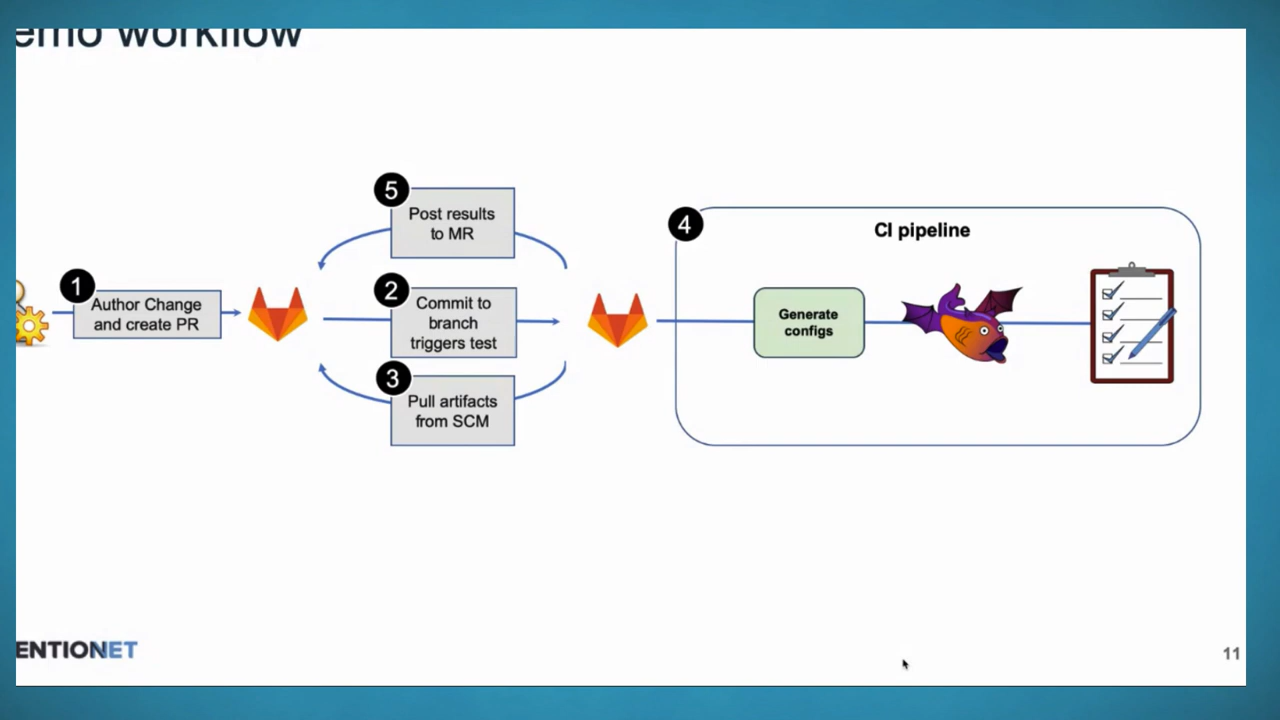 emo workflow
5
Post results
to MR
4
CI pipeline
1
Author Change
and create PR
2
Commit to
branch
triggers test
Generate
configs
3
Pull artifacts
from SCM
ENTIONET
11